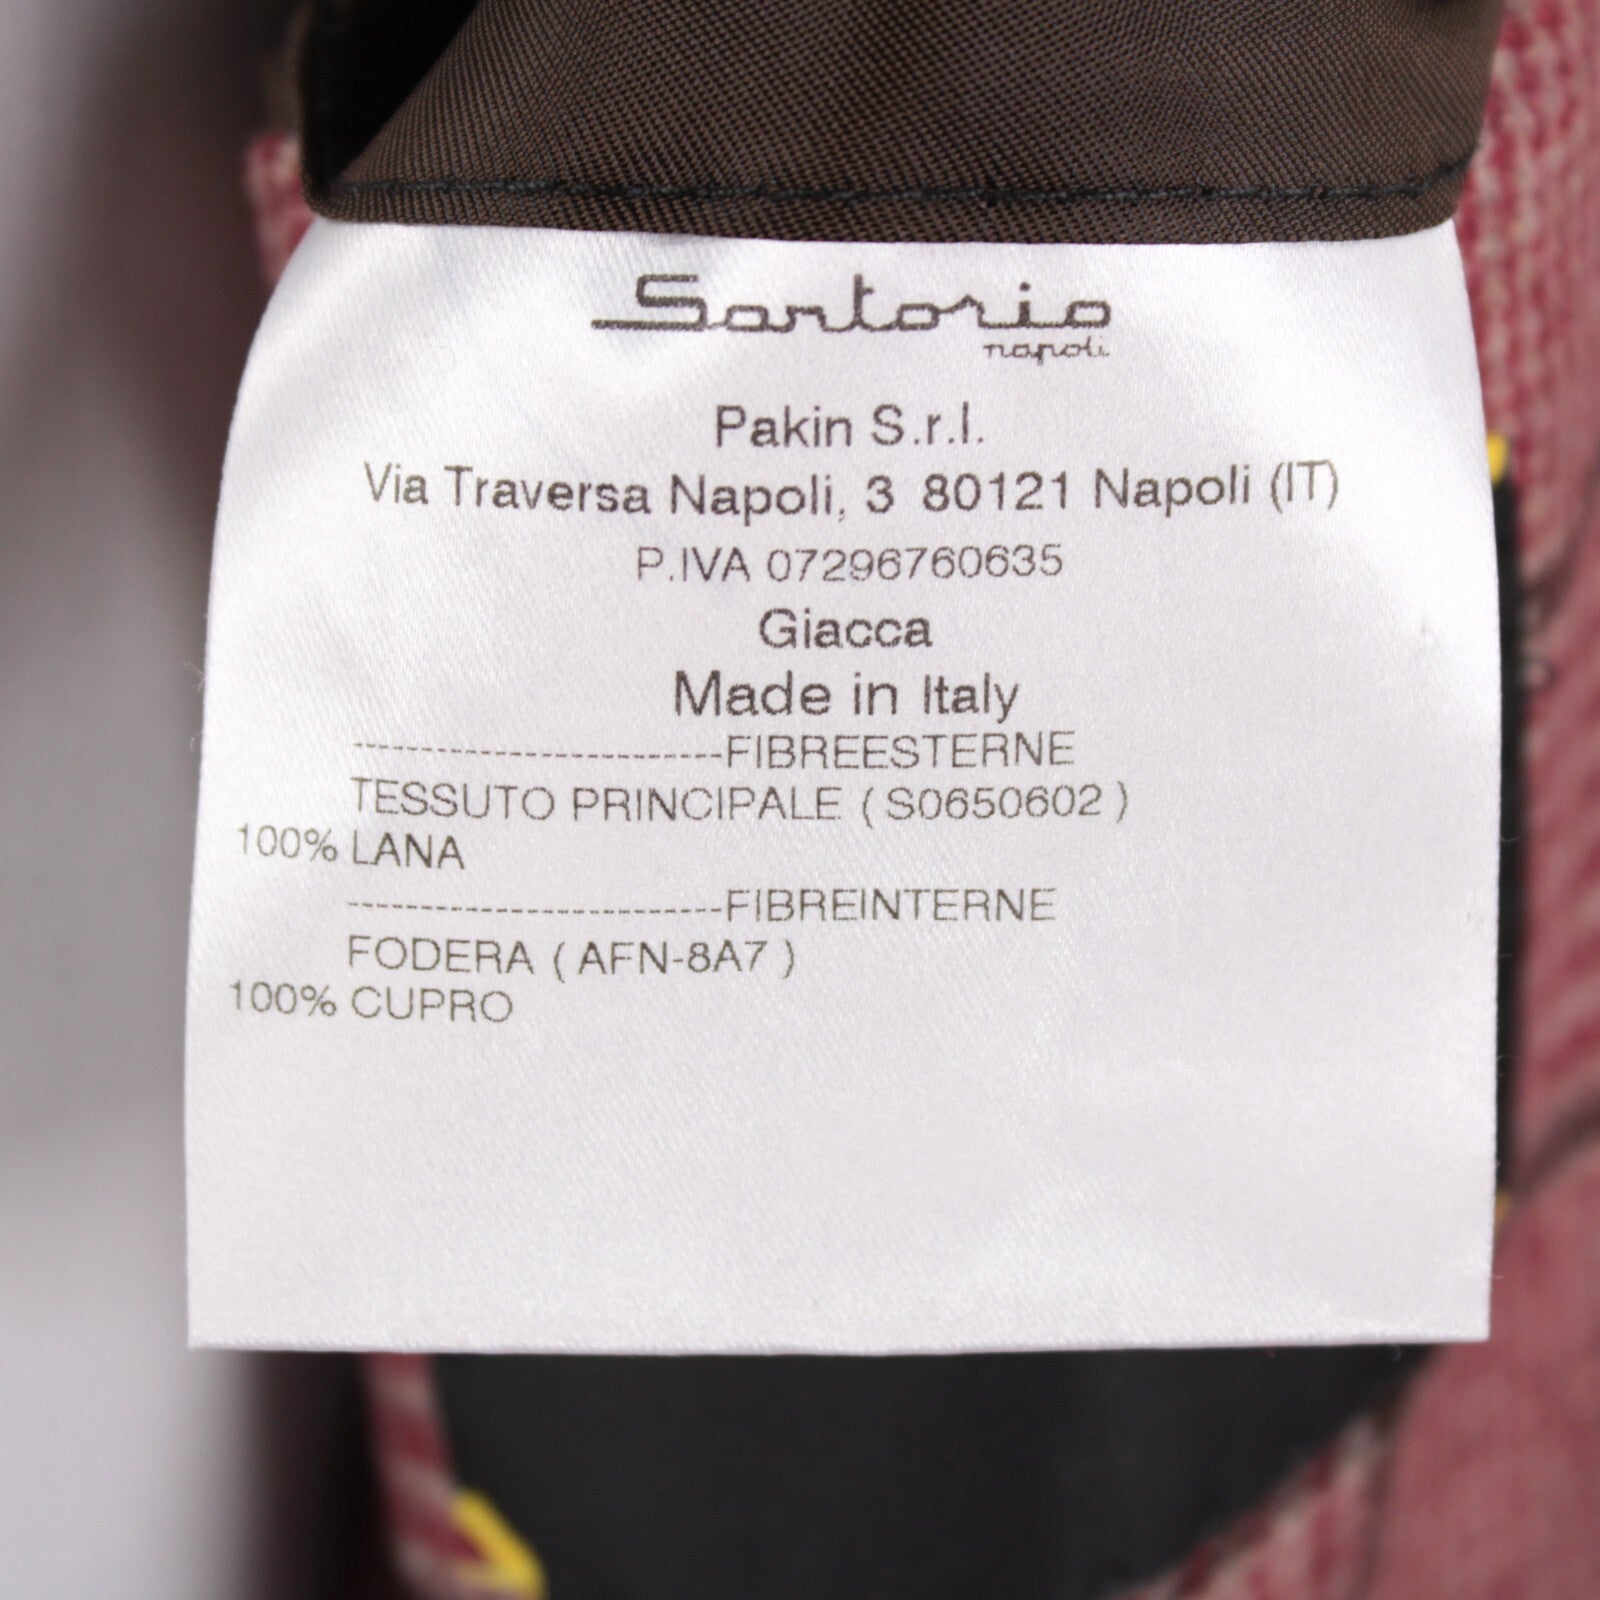 Sartorio
napoli
Pakin S.r.l.
Via Traversa Napoli, 3 80121 Napoli (IT)
P.IVA 07296760635
Giacca
Made in Italy
-------------------------FIBREESTERNE
TESSUTO PRINCIPALE ( S0650602 )
100% LANA
-------------------------FIBREINTERNE
FODERA ( AFN-8A7 )
100% CUPRO